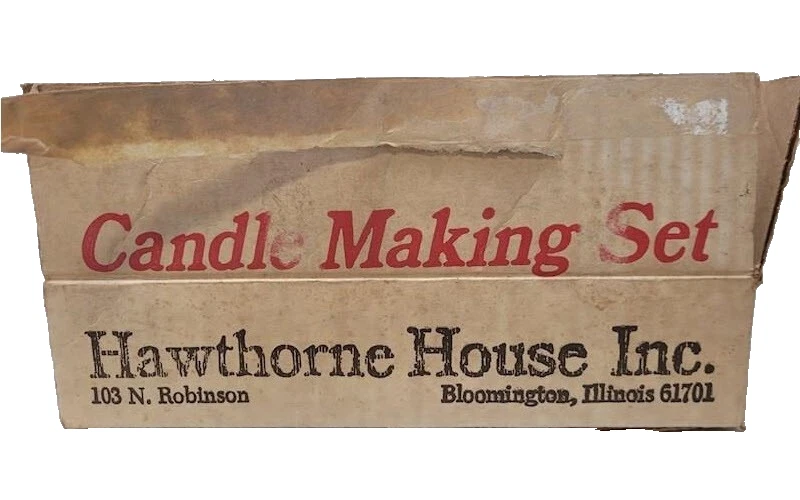 Candle Making Set
Hawthorne House Inc.
103 N. Robinson
Bloomington, Illinois 61701